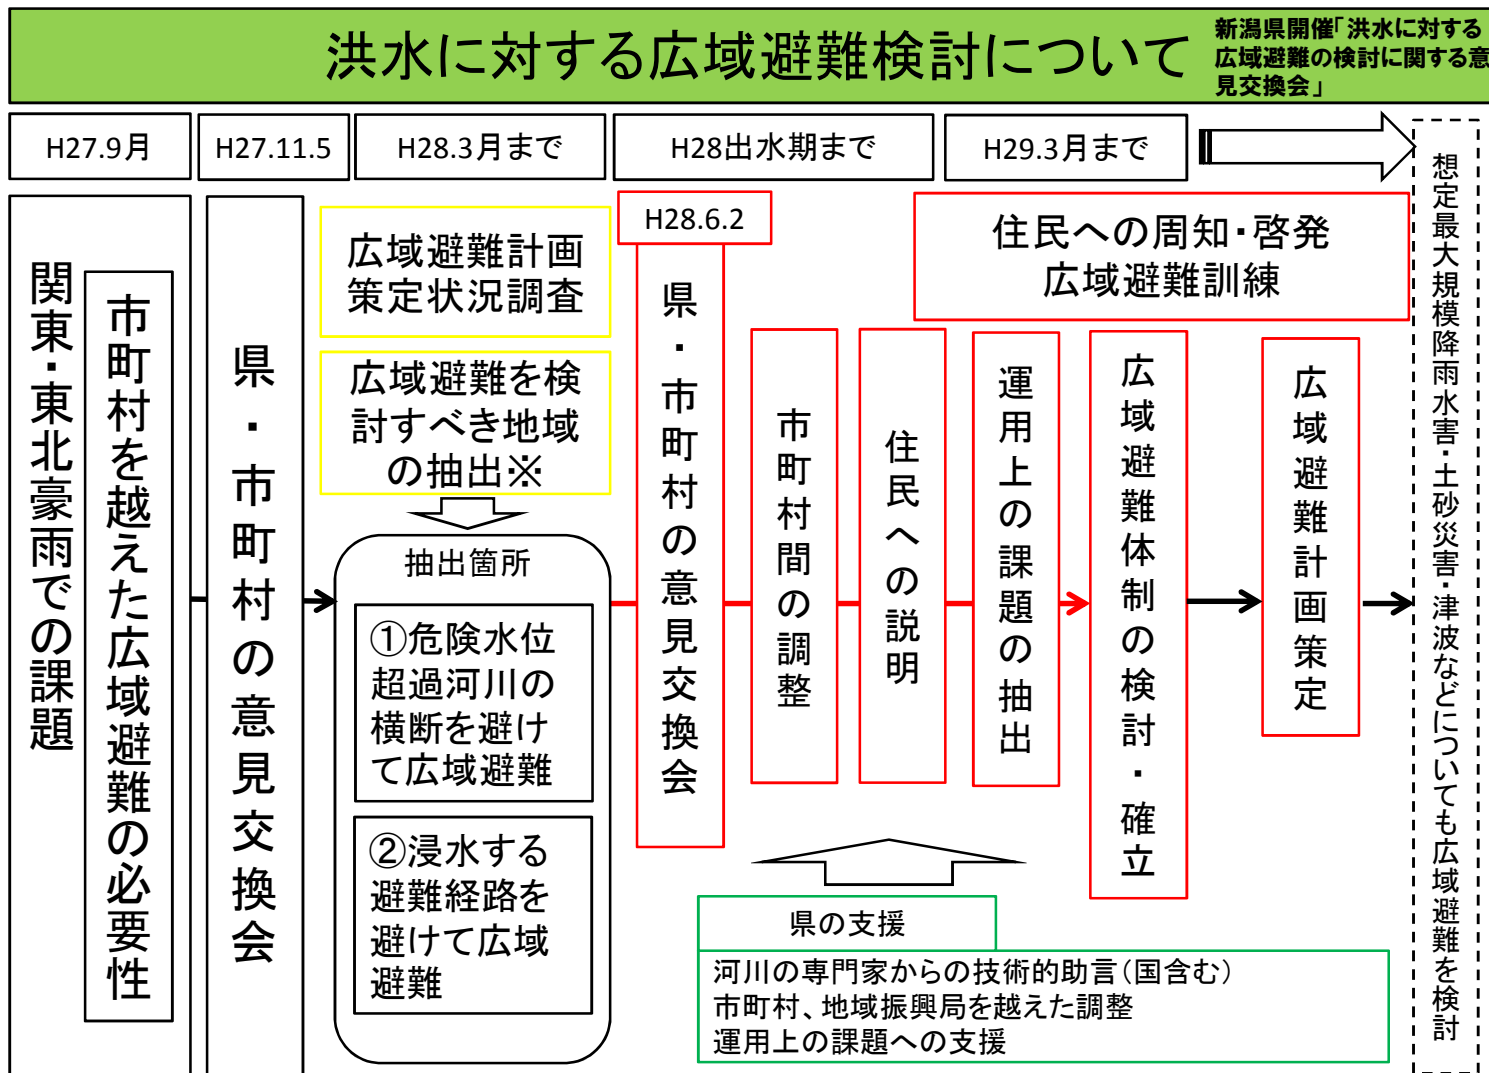 洪水に対する広域避難検討について
新潟県開催「洪水に対する
広域避難の検討に関する意
見交換会」
H27.9月
H27.11.5
H28.3月まで
H28出水期まで
H29.3月まで
関東・東北豪雨での課題
市町村を越えた広域避難の必要性
県・市町村の意見交換会
広域避難計画
策定状況調査
広域避難を検
討すべき地域
の抽出※
抽出箇所
①危険水位
超過河川の
横断を避け
て広域避難
②浸水する
避難経路を
避けて広域
避難
H28.6.2
県・市町村の意見交換会
市町村間の調整
住民への説明
運用上の課題の抽出
住民への周知・啓発
広域避難訓練
広域避難体制の検討・確立
広域避難計画策定
県の支援
河川の専門家からの技術的助言（国含む）
市町村、地域振興局を越えた調整
運用上の課題への支援
想定最大規模降雨水害・土砂災害・津波などについても広域避難を検討